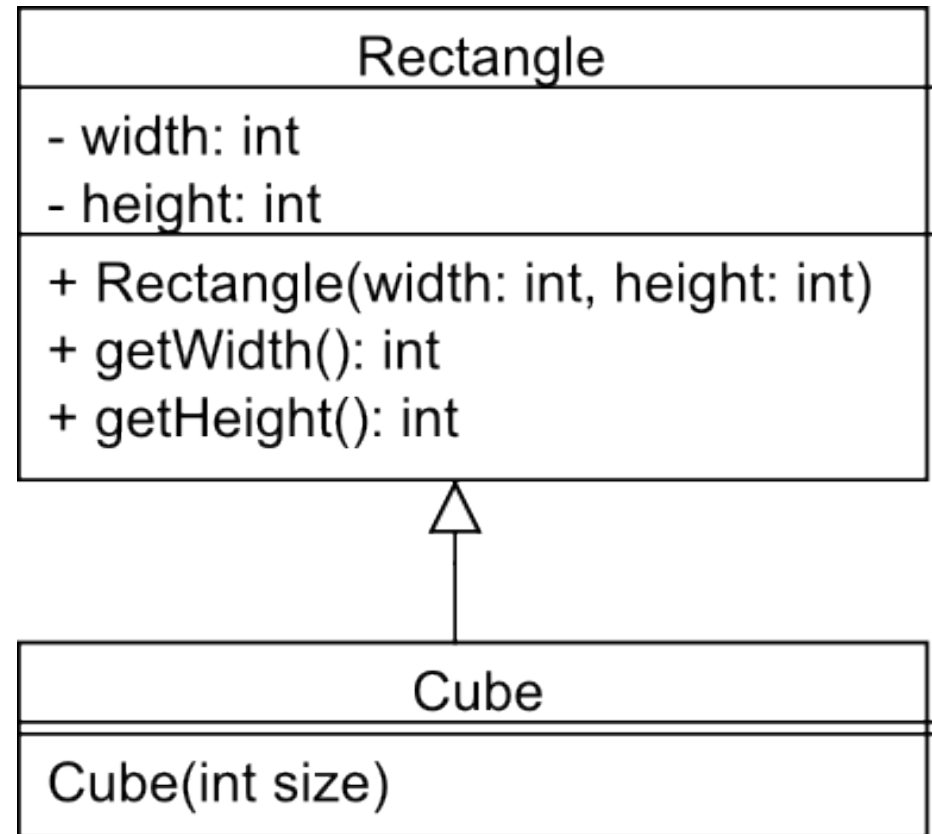 Rectangle
- width: int
- height: int
+ Rectangle(width: int, height: int)
+ getWidth(): int
+ getHeight(): int
Cube
Cube(int size)